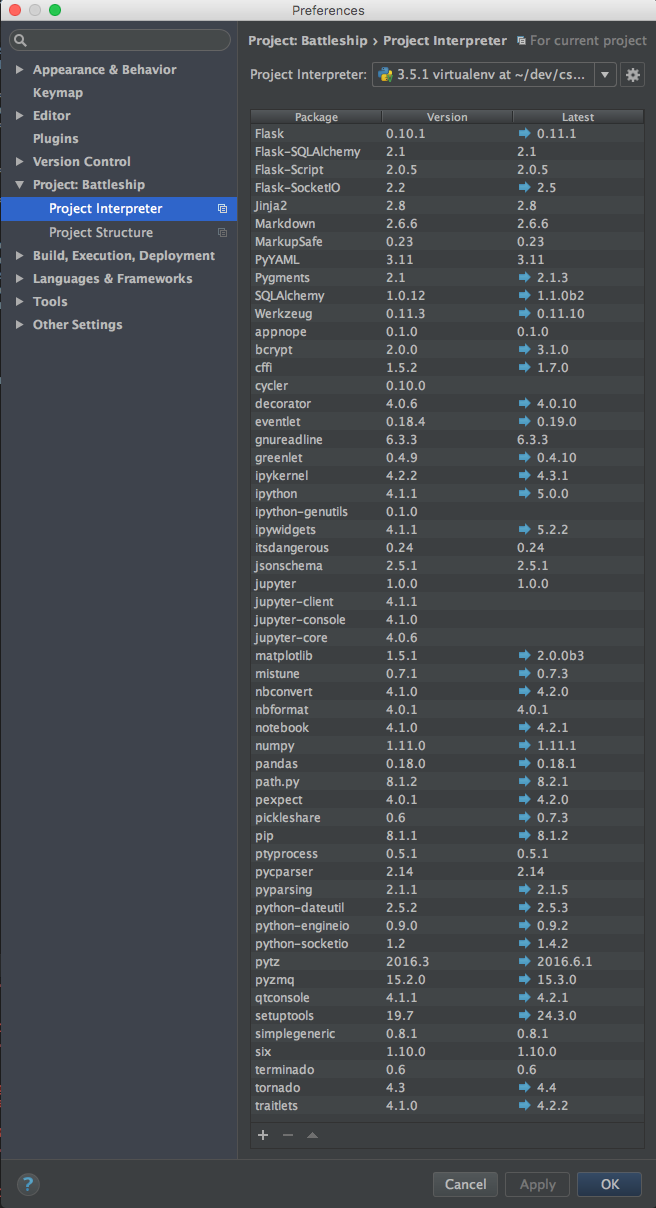 Preferences
Project: Battleship › Project Interpreter For current project
Appearance & Behavior
Keymap
Editor
Plugins
Version Control
Project: Battleship
Project Interpreter
Project Structure
Build, Execution, Deployment
Languages & Frameworks
Tools
Other Settings
Project Interpreter: 3.5.1 virtualenv at ~/dev/cs...
Package Version Latest
Flask 0.10.1 0.11.1
Flask-SQLAlchemy 2.1 2.1
Flask-Script 2.0.5 2.0.5
Flask-SocketIO 2.2 2.5
Jinja2 2.8 2.8
Markdown 2.6.6 2.6.6
MarkupSafe 0.23 0.23
PyYAML 3.11 3.11
Pygments 2.1 2.1.3
SQLAlchemy 1.0.12 1.1.0b2
Werkzeug 0.11.3 0.11.10
appnope 0.1.0 0.1.0
bcrypt 2.0.0 3.1.0
cffi 1.5.2 1.7.0
cycler 0.10.0
decorator 4.0.6 4.0.10
eventlet 0.18.4 0.19.0
gnureadline 6.3.3 6.3.3
greenlet 0.4.9 0.4.10
ipykernel 4.2.2 4.3.1
ipython 4.1.1 5.0.0
ipython-genutils 0.1.0
ipywidgets 4.1.1 5.2.2
itsdangerous 0.24 0.24
jsonschema 2.5.1 2.5.1
jupyter 1.0.0 1.0.0
jupyter-client 4.1.1
jupyter-console 4.1.0
jupyter-core 4.0.6
matplotlib 1.5.1 2.0.0b3
mistune 0.7.1 0.7.3
nbconvert 4.1.0 4.2.0
nbformat 4.0.1 4.0.1
notebook 4.1.0 4.2.1
numpy 1.11.0 1.11.1
pandas 0.18.0 0.18.1
path.py 8.1.2 8.2.1
pexpect 4.0.1 4.2.0
pickleshare 0.6 0.7.3
pip 8.1.1 8.1.2
ptyprocess 0.5.1 0.5.1
pycparser 2.14 2.14
pyparsing 2.1.1 2.1.5
python-dateutil 2.5.2 2.5.3
python-engineio 0.9.0 0.9.2
python-socketio 1.2 1.4.2
pytz 2016.3 2016.6.1
pyzmq 15.2.0 15.3.0
qtconsole 4.1.1 4.2.1
setuptools 19.7 24.3.0
simplegeneric 0.8.1 0.8.1
six 1.10.0 1.10.0
terminado 0.6 0.6
tornado 4.3 4.4
traitlets 4.1.0 4.2.2
? Cancel Apply OK